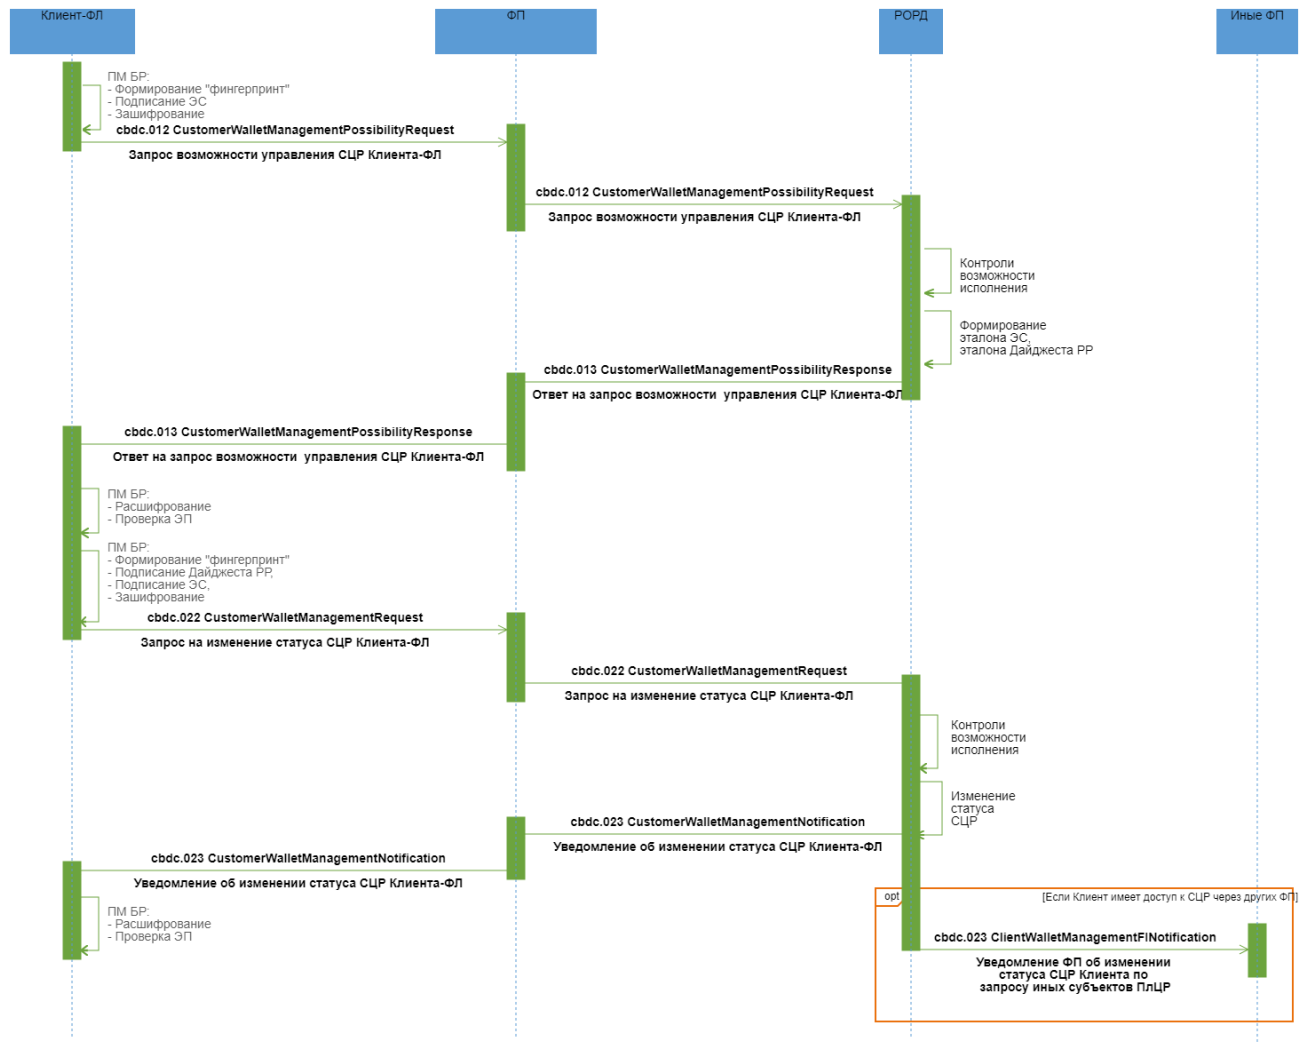 Клиент-ФЛ
ФП
РОРД
Иные ФП
ПМ БР:
- Формирование "фингерпринт"
- Подписание ЭС
- Зашифрование
cbdc.012 CustomerWalletManagementPossibilityRequest
Запрос возможности управления СЦР Клиента-ФЛ
cbdc.012 CustomerWalletManagementPossibilityRequest
Запрос возможности управления СЦР Клиента-ФЛ
Контроли
возможности
исполнения
Формирование
эталона ЭС,
эталона Дайджеста РР
cbdc.013 CustomerWalletManagementPossibilityResponse
Ответ на запрос возможности  управления СЦР Клиента-ФЛ
cbdc.013 CustomerWalletManagementPossibilityResponse
Ответ на запрос возможности  управления СЦР Клиента-ФЛ
ПМ БР:
- Расшифрование
- Проверка ЭП
ПМ БР:
- Формирование "фингерпринт"
- Подписание Дайджеста РР,
- Подписание ЭС,
- Зашифрование
cbdc.022 CustomerWalletManagementRequest
Запрос на изменение статуса СЦР Клиента-ФЛ
cbdc.022 CustomerWalletManagementRequest
Запрос на изменение статуса СЦР Клиента-ФЛ
Контроли
возможности
исполнения
Изменение
статуса
СЦР
cbdc.023 CustomerWalletManagementNotification
Уведомление об изменении статуса СЦР Клиента-ФЛ
cbdc.023 CustomerWalletManagementNotification
Уведомление об изменении статуса СЦР Клиента-ФЛ
ПМ БР:
- Расшифрование
- Проверка ЭП
opt
[Если Клиент имеет доступ к СЦР через других ФП]
cbdc.023 ClientWalletManagementFINotification
Уведомление ФП об изменении
статуса СЦР Клиента по
запросу иных субъектов ПлЦР